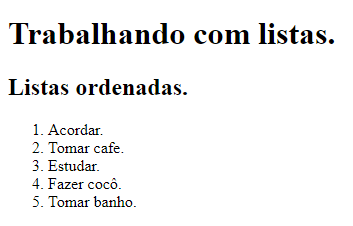 Trabalhando com listas.
Listas ordenadas.
1. Acordar.
2. Tomar cafe.
3. Estudar.
4. Fazer cocô.
5. Tomar banho.